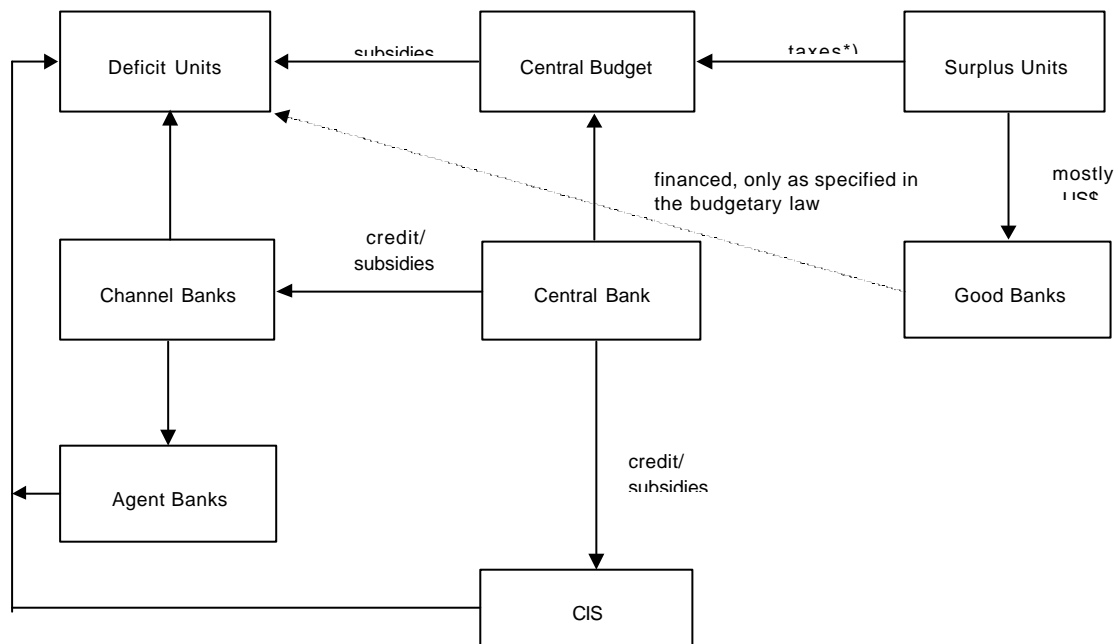 Deficit Units
subsidies
Central Budget
taxes*)
Surplus Units
financed, only as specified in
the budgetary law
mostly
US$
Channel Banks
credit/
subsidies
Central Bank
Good Banks
Agent Banks
credit/
subsidies
CIS